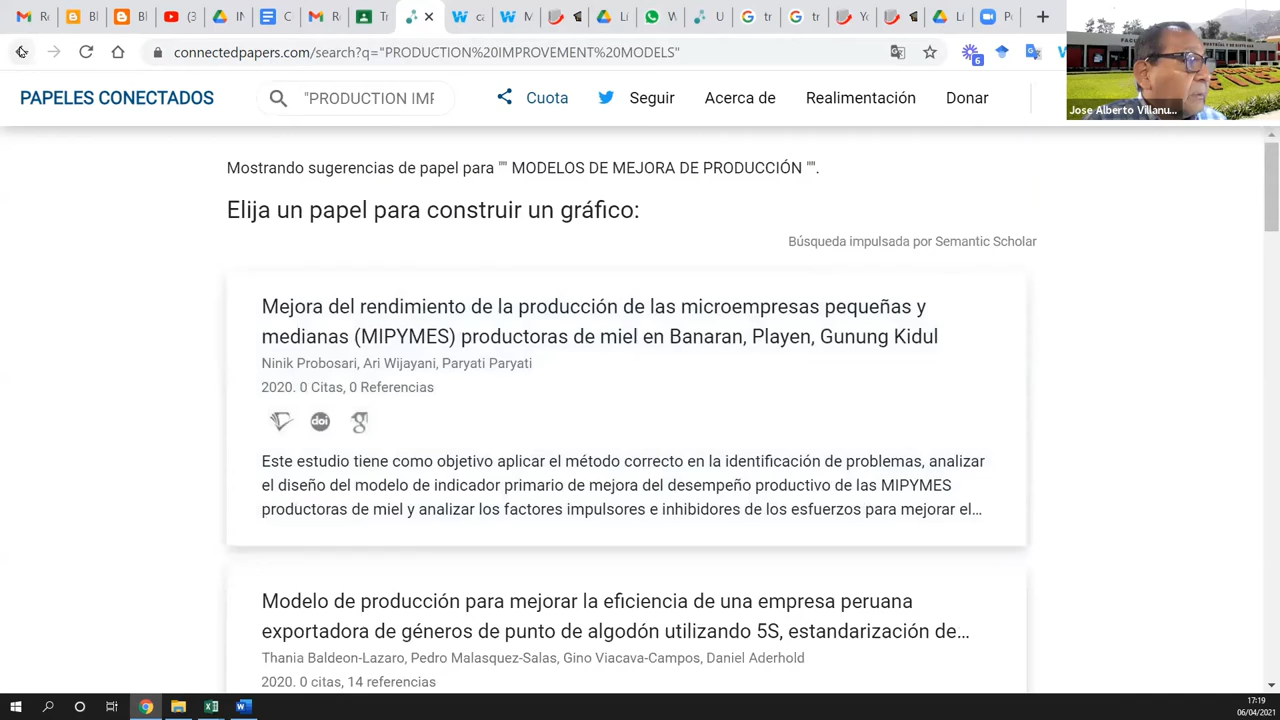 connectedpapers.com/search?q="PRODUCTION%20IMPROVEMENT%20MODELS"
6
Jose Alberto Villanu...
PAPELES CONECTADOS
"PRODUCTION IMP
Cuota
Seguir
Acerca de
Realimentación
Donar
Mostrando sugerencias de papel para "" MODELOS DE MEJORA DE PRODUCCIÓN "".
Elija un papel para construir un gráfico:
Búsqueda impulsada por Semantic Scholar
Mejora del rendimiento de la producción de las microempresas pequeñas y
medianas (MIPYMES) productoras de miel en Banaran, Playen, Gunung Kidul
Ninik Probosari, Ari Wijayani, Paryati Paryati
2020. 0 Citas, 0 Referencias
doi
Este estudio tiene como objetivo aplicar el método correcto en la identificación de problemas, analizar
el diseño del modelo de indicador primario de mejora del desempeño productivo de las MIPYMES
productoras de miel y analizar los factores impulsores e inhibidores de los esfuerzos para mejorar el...
Modelo de producción para mejorar la eficiencia de una empresa peruana
exportadora de géneros de punto de algodón utilizando 5S, estandarización de...
Thania Baldeon-Lazaro, Pedro Malasquez-Salas, Gino Viacava-Campos, Daniel Aderhold
2020. 0 citas, 14 referencias
17:19
06/04/2021